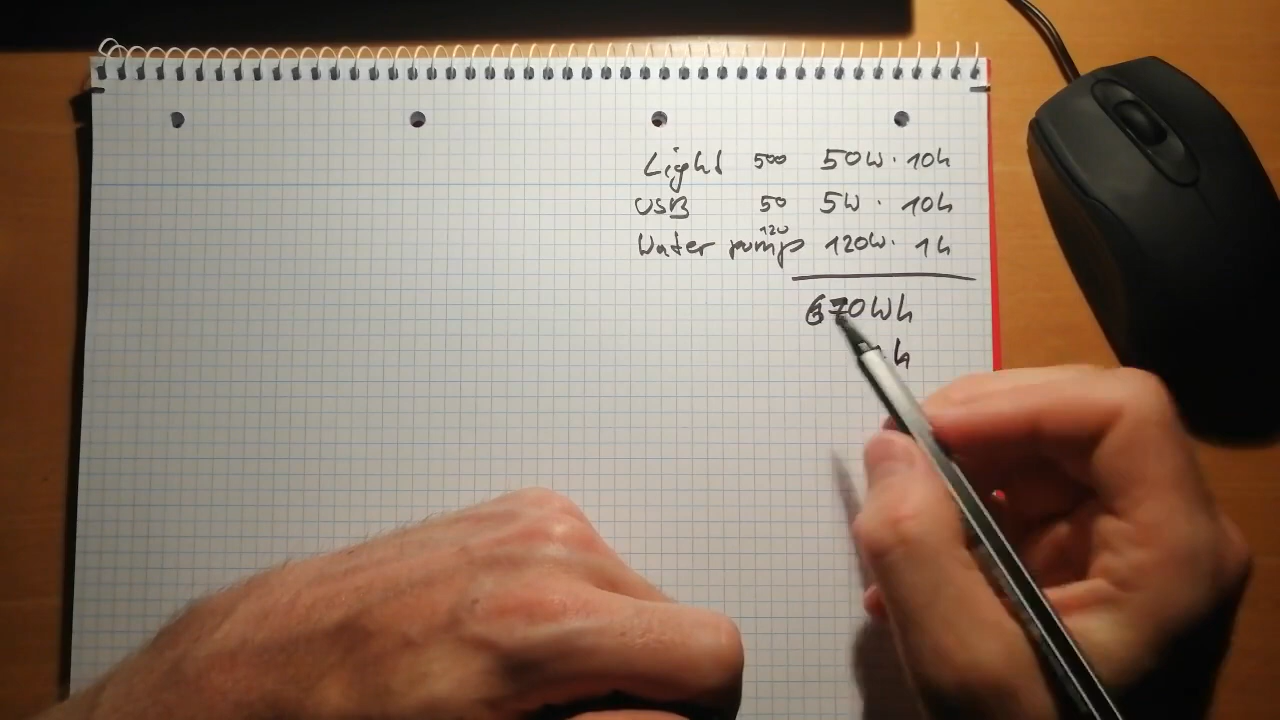 Light 500 50W · 10h
USB 50 5W · 10h
Water pump 120 120W · 1h
670Wh
h